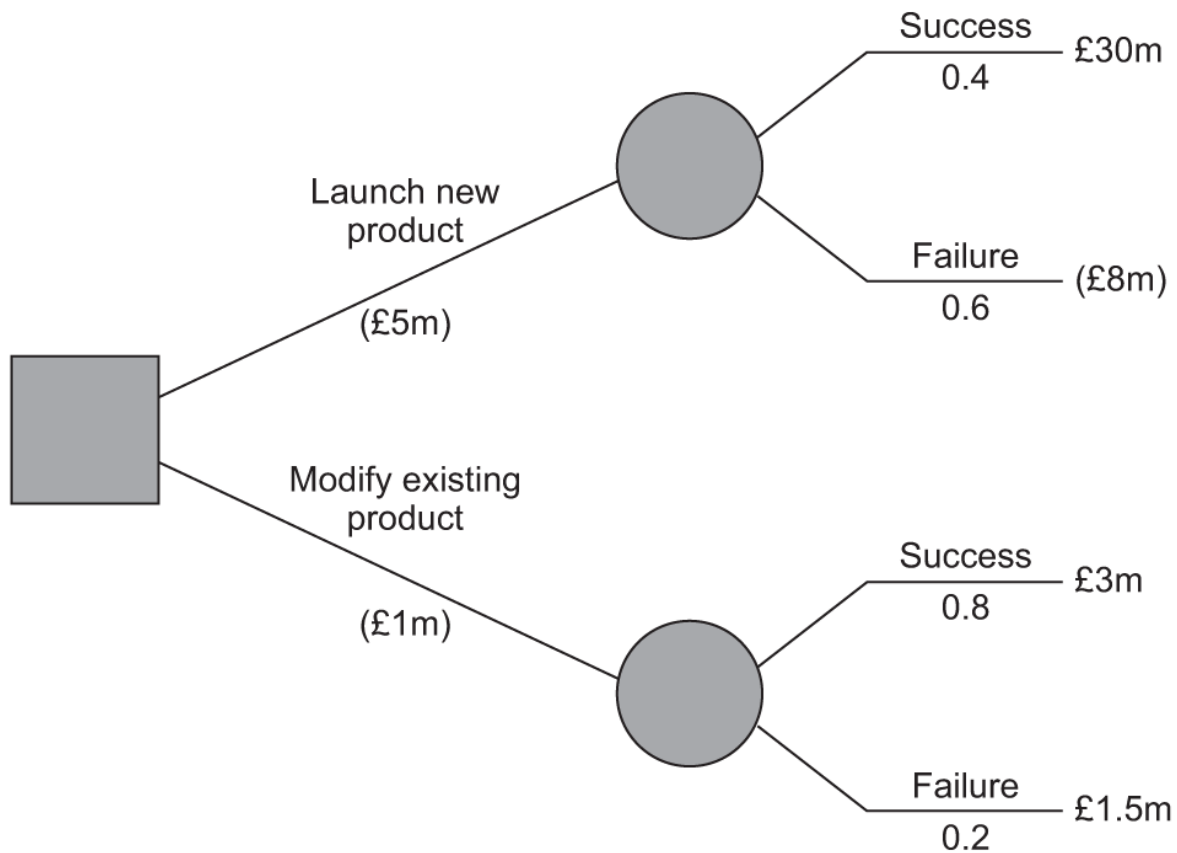 Success
0.4
£30m
Launch new
product
(£5m)
Failure
0.6
(£8m)
Modify existing
product
(£1m)
Success
0.8
£3m
Failure
0.2
£1.5m